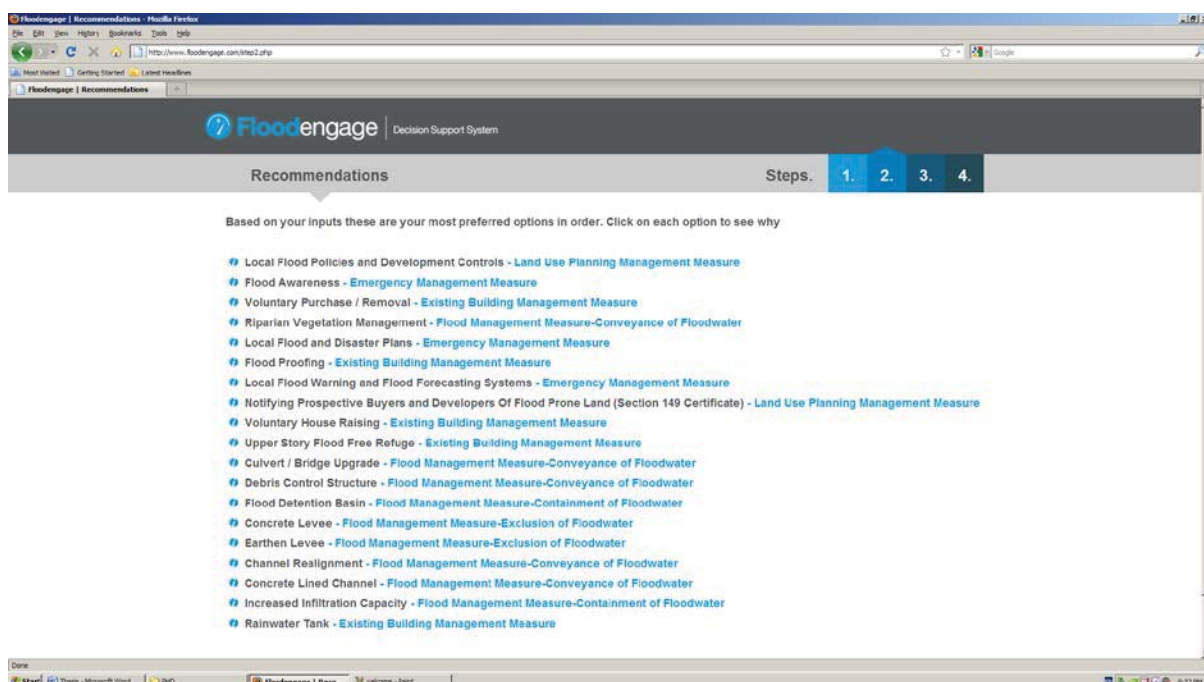 Floodengage | Recommendations - Mozilla Firefox
File Edit View History Bookmarks Tools Help
http://www.floodengage.com/step2.php
Google
Most Visited Getting Started Latest Headlines
Floodengage | Recommendations
Floodengage | Decision Support System
Recommendations
Steps. 1. 2. 3. 4.
Based on your inputs these are your most preferred options in order. Click on each option to see why
Local Flood Policies and Development Controls - Land Use Planning Management Measure
Flood Awareness - Emergency Management Measure
Voluntary Purchase / Removal - Existing Building Management Measure
Riparian Vegetation Management - Flood Management Measure-Conveyance of Floodwater
Local Flood and Disaster Plans - Emergency Management Measure
Flood Proofing - Existing Building Management Measure
Local Flood Warning and Flood Forecasting Systems - Emergency Management Measure
Notifying Prospective Buyers and Developers Of Flood Prone Land (Section 149 Certificate) - Land Use Planning Management Measure
Voluntary House Raising - Existing Building Management Measure
Upper Story Flood Free Refuge - Existing Building Management Measure
Culvert / Bridge Upgrade - Flood Management Measure-Conveyance of Floodwater
Debris Control Structure - Flood Management Measure-Conveyance of Floodwater
Flood Detention Basin - Flood Management Measure-Containment of Floodwater
Concrete Levee - Flood Management Measure-Exclusion of Floodwater
Earthen Levee - Flood Management Measure-Exclusion of Floodwater
Channel Realignment - Flood Management Measure-Conveyance of Floodwater
Concrete Lined Channel - Flood Management Measure-Conveyance of Floodwater
Increased Infiltration Capacity - Flood Management Measure-Containment of Floodwater
Rainwater Tank - Existing Building Management Measure
Done
Start Thesis - Microsoft Word PHD Floodengage | Reco... welcome - Paint